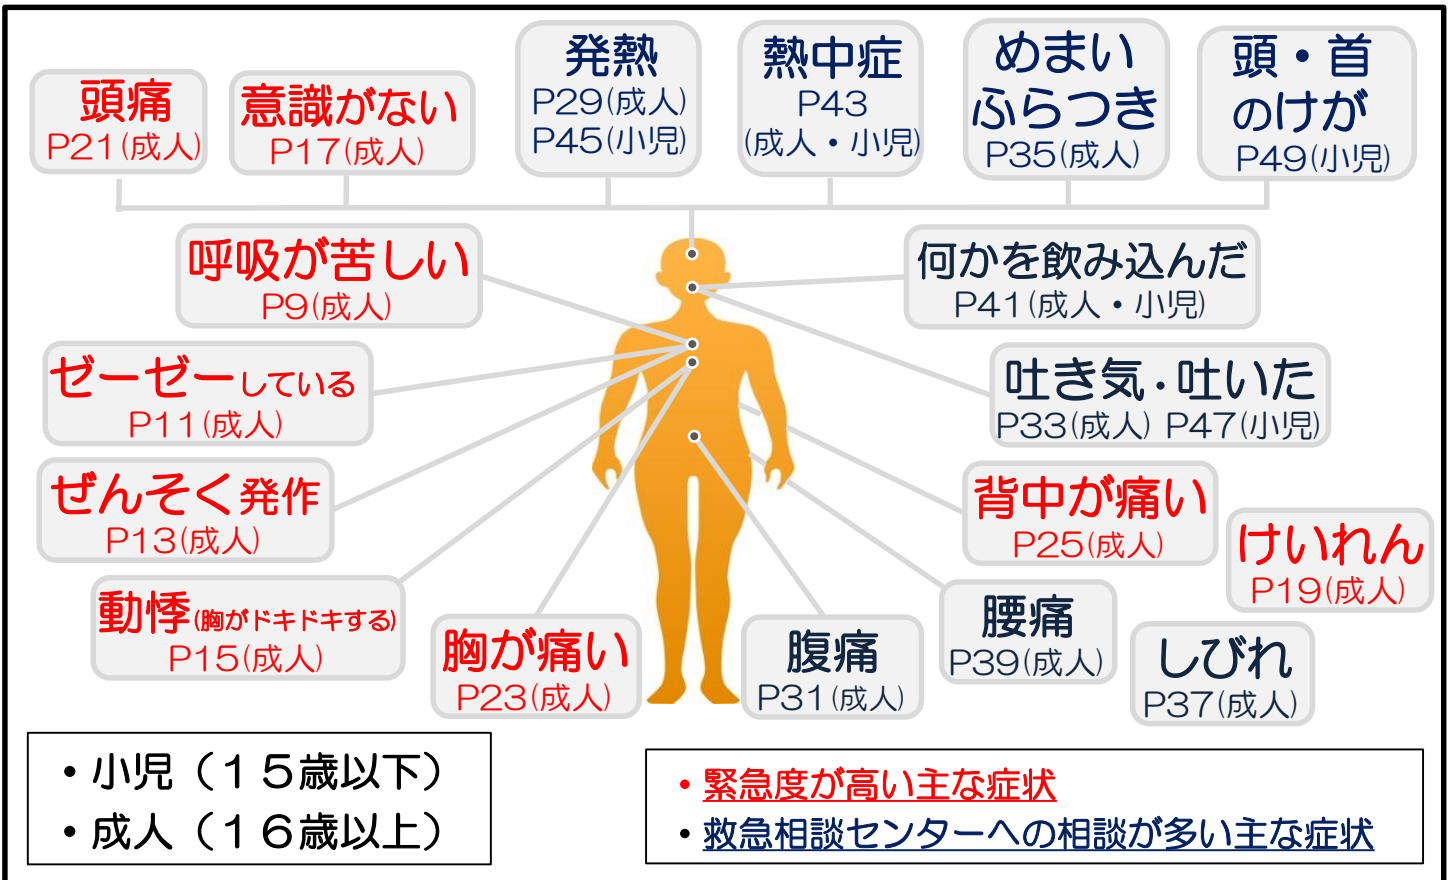 頭痛
P21(成人)
意識がない
P17(成人)
発熱
P29(成人)
P45(小児)
熱中症
P43
(成人・小児)
めまい
ふらつき
P35(成人)
頭・首
のけが
P49(小児)
呼吸が苦しい
P9(成人)
何かを飲み込んだ
P41(成人・小児)
ゼーゼーしている
P11(成人)
吐き気・吐いた
P33(成人) P47(小児)
ぜんそく発作
P13(成人)
背中が痛い
P25(成人)
けいれん
P19(成人)
動悸(胸がドキドキする)
P15(成人)
胸が痛い
P23(成人)
腹痛
P31(成人)
腰痛
P39(成人)
しびれ
P37(成人)
・小児（１５歳以下）
・成人（１６歳以上）
・緊急度が高い主な症状
・救急相談センターへの相談が多い主な症状